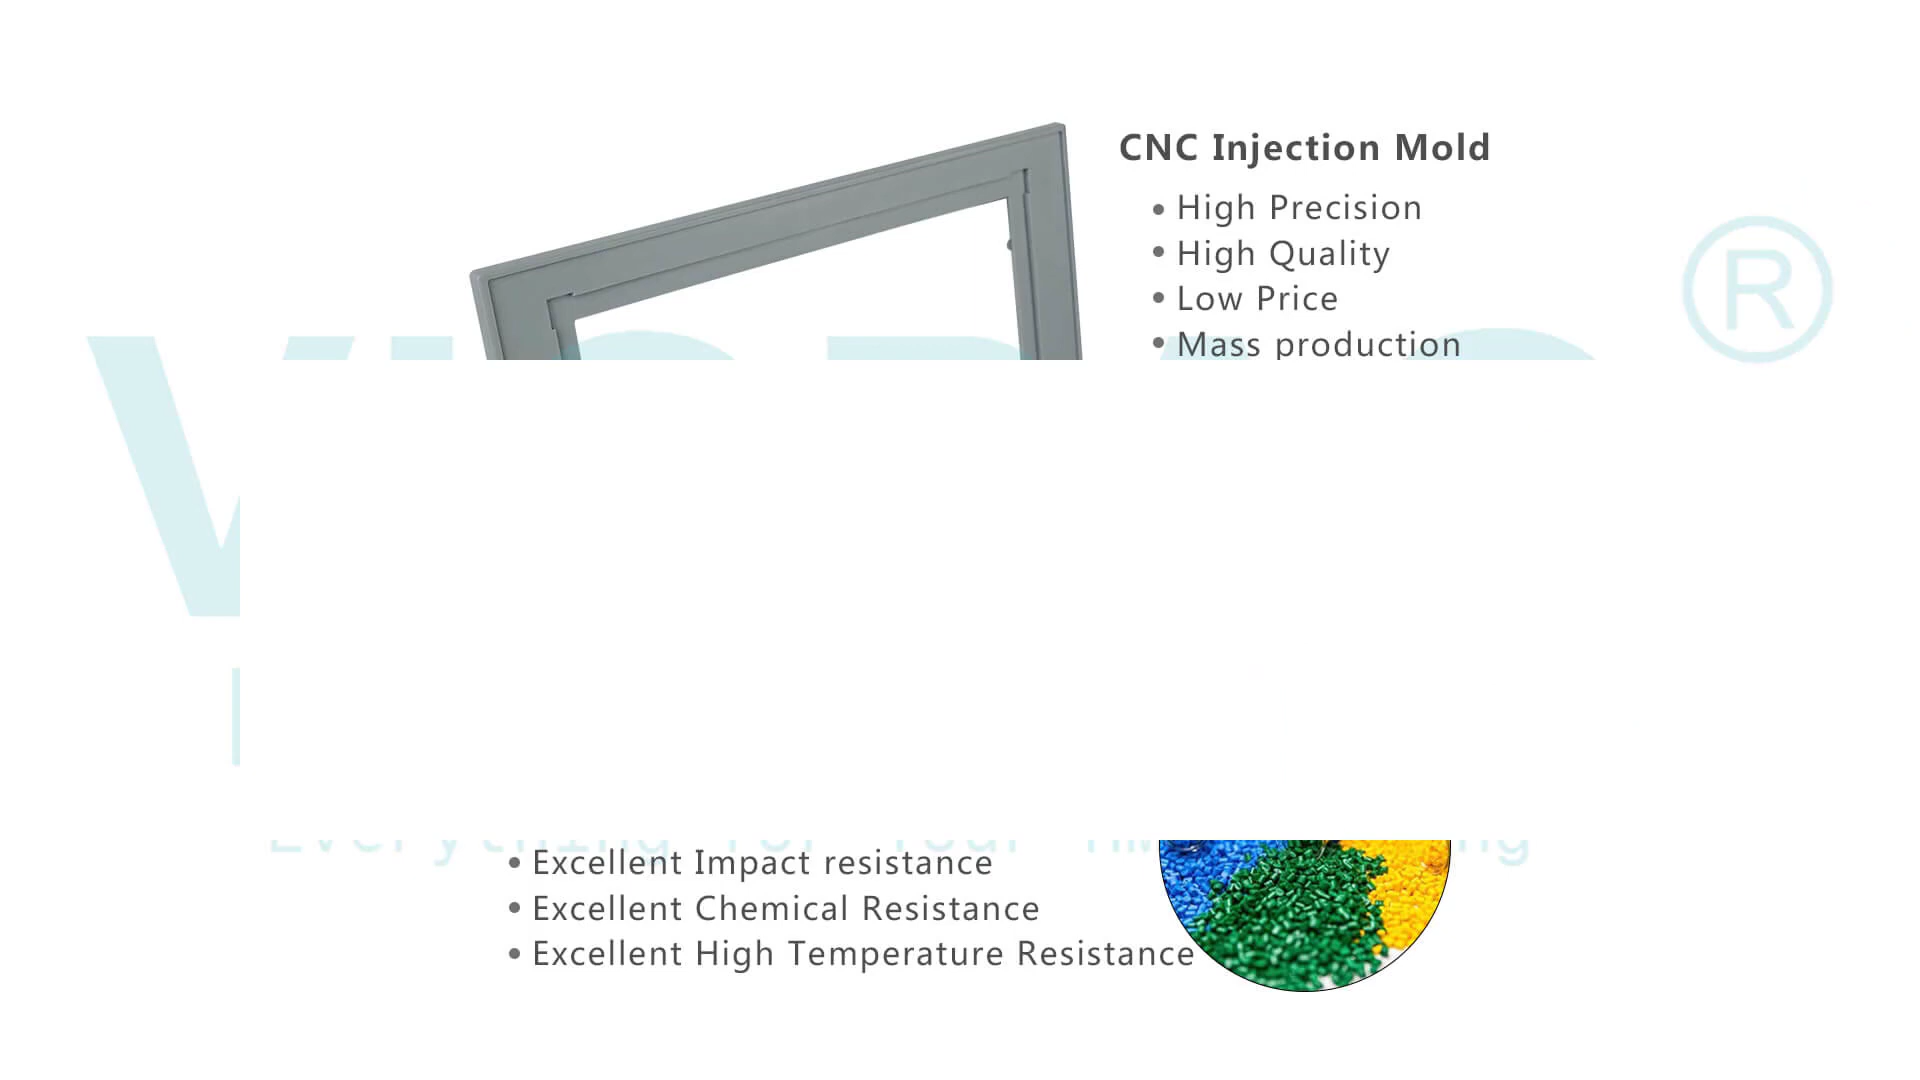 CNC Injection Mold
• High Precision
• High Quality
• Low Price
• Mass production
®
• Excellent Impact resistance
• Excellent Chemical Resistance
• Excellent High Temperature Resistance